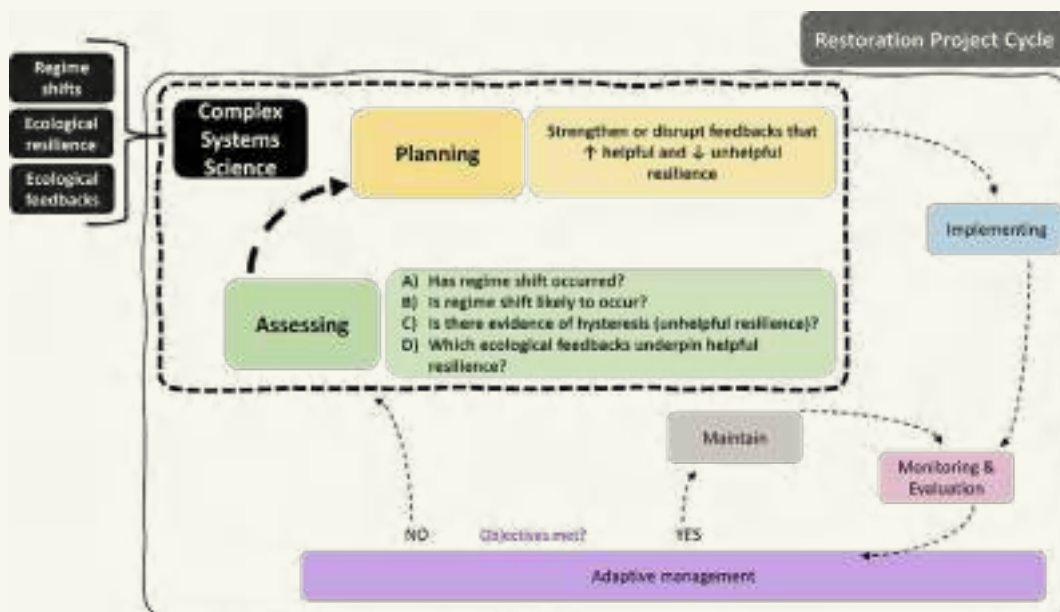 Restoration Project Cycle
Regime
shifts
Ecological
resilience
Ecological
feedbacks
Complex
Systems
Science
Planning
Strengthen or disrupt feedbacks that
↑ helpful and ↓ unhelpful
resilience
Implementing
Assessing
A) Has regime shift occurred?
B) Is regime shift likely to occur?
C) Is there evidence of hysteresis (unhelpful resilience)?
D) Which ecological feedbacks underpin helpful
resilience?
Maintain
Monitoring &
Evaluation
NO
Objectives met?
YES
Adaptive management